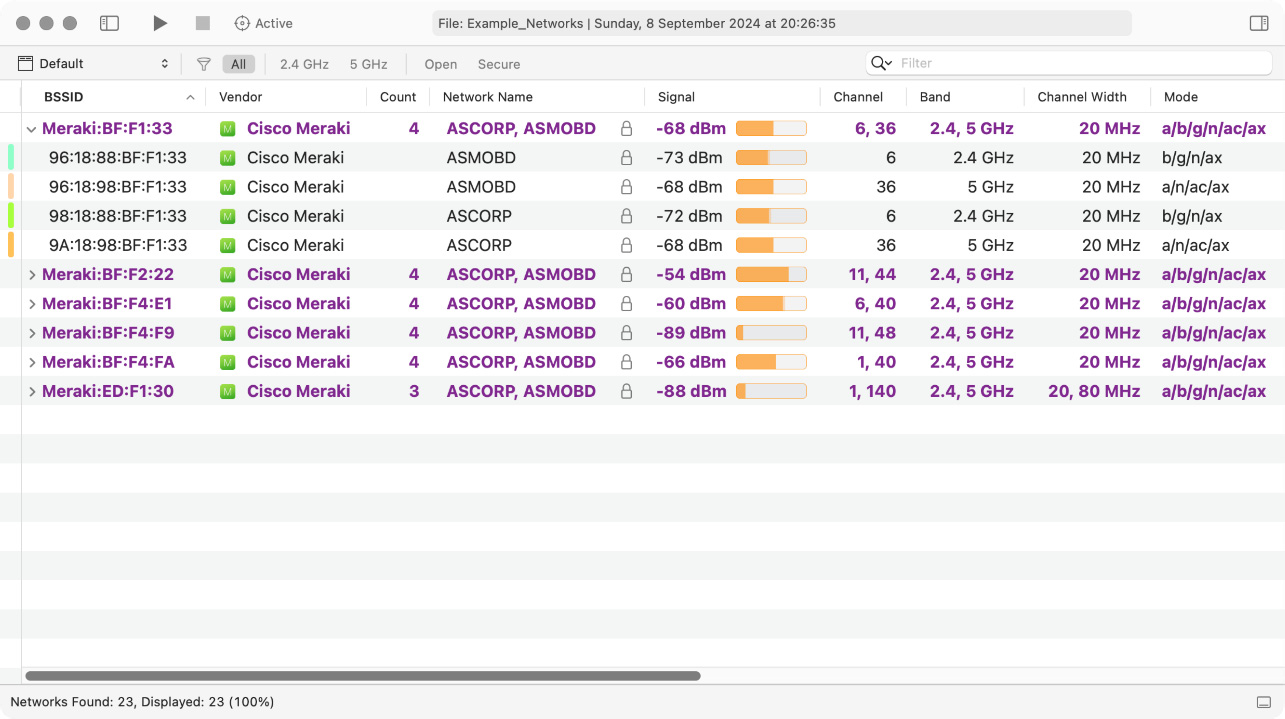 Active File: Example_Networks | Sunday, 8 September 2024 at 20:26:35
Default All 2.4 GHz 5 GHz Open Secure Filter
BSSID Vendor Count Network Name Signal Channel Band Channel Width Mode
Meraki:BF:F1:33 M Cisco Meraki 4 ASCORP, ASMOBD -68 dBm 6, 36 2.4, 5 GHz 20 MHz a/b/g/n/ac/ax
96:18:88:BF:F1:33 M Cisco Meraki ASMOBD -73 dBm 6 2.4 GHz 20 MHz b/g/n/ax
96:18:98:BF:F1:33 M Cisco Meraki ASMOBD -68 dBm 36 5 GHz 20 MHz a/n/ac/ax
98:18:88:BF:F1:33 M Cisco Meraki ASCORP -72 dBm 6 2.4 GHz 20 MHz b/g/n/ax
9A:18:98:BF:F1:33 M Cisco Meraki ASCORP -68 dBm 36 5 GHz 20 MHz a/n/ac/ax
Meraki:BF:F2:22 M Cisco Meraki 4 ASCORP, ASMOBD -54 dBm 11, 44 2.4, 5 GHz 20 MHz a/b/g/n/ac/ax
Meraki:BF:F4:E1 M Cisco Meraki 4 ASCORP, ASMOBD -60 dBm 6, 40 2.4, 5 GHz 20 MHz a/b/g/n/ac/ax
Meraki:BF:F4:F9 M Cisco Meraki 4 ASCORP, ASMOBD -89 dBm 11, 48 2.4, 5 GHz 20 MHz a/b/g/n/ac/ax
Meraki:BF:F4:FA M Cisco Meraki 4 ASCORP, ASMOBD -66 dBm 1, 40 2.4, 5 GHz 20 MHz a/b/g/n/ac/ax
Meraki:ED:F1:30 M Cisco Meraki 3 ASCORP, ASMOBD -88 dBm 1, 140 2.4, 5 GHz 20, 80 MHz a/b/g/n/ac/ax
Networks Found: 23, Displayed: 23 (100%)